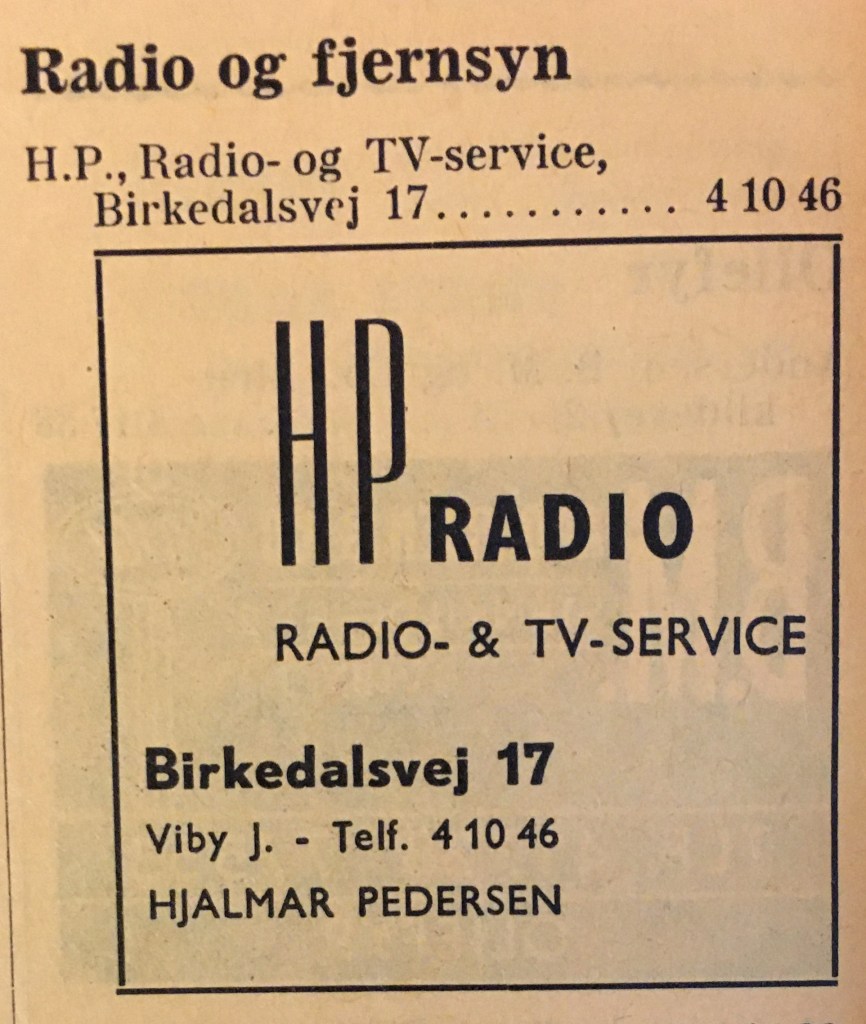 Radio og fjernsyn
H.P., Radio- og TV-service,
Birkedalsvej 17........... 4 10 46
HP RADIO
RADIO- & TV-SERVICE
Birkedalsvej 17
Viby J. - Telf. 4 10 46
HJALMAR PEDERSEN